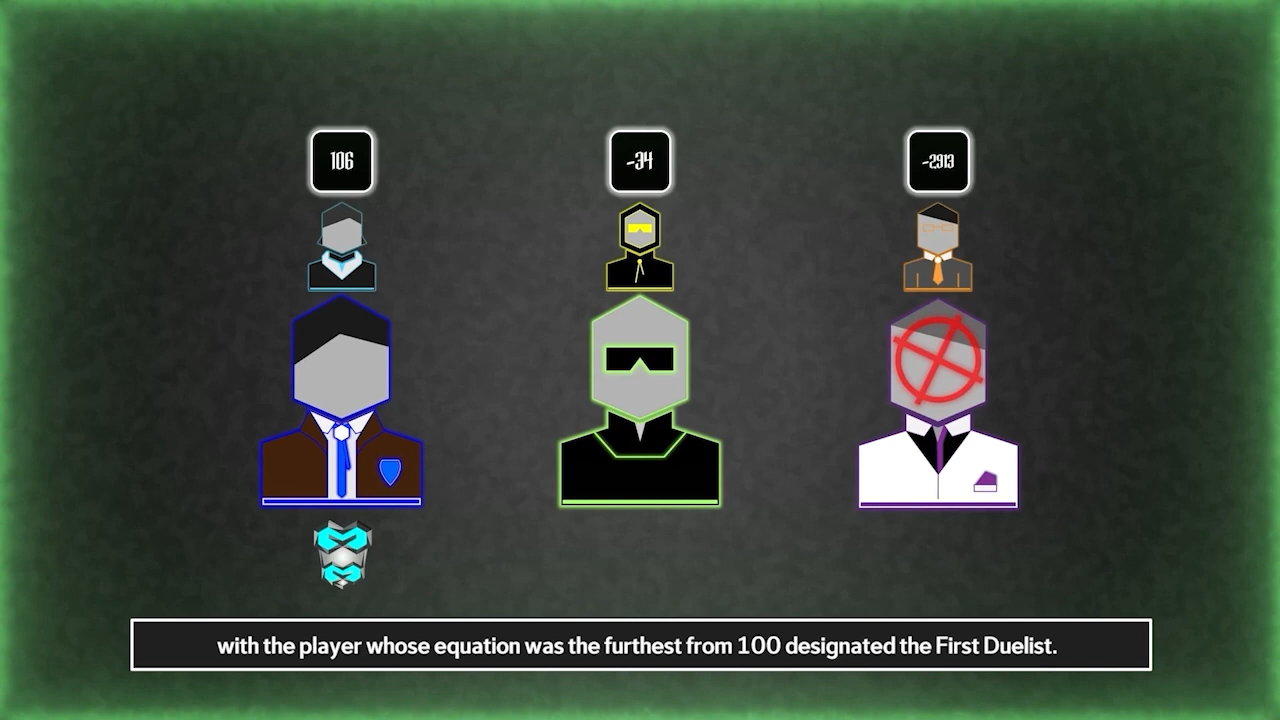 106
-34
-2913
with the player whose equation was the furthest from 100 designated the First Duelist.